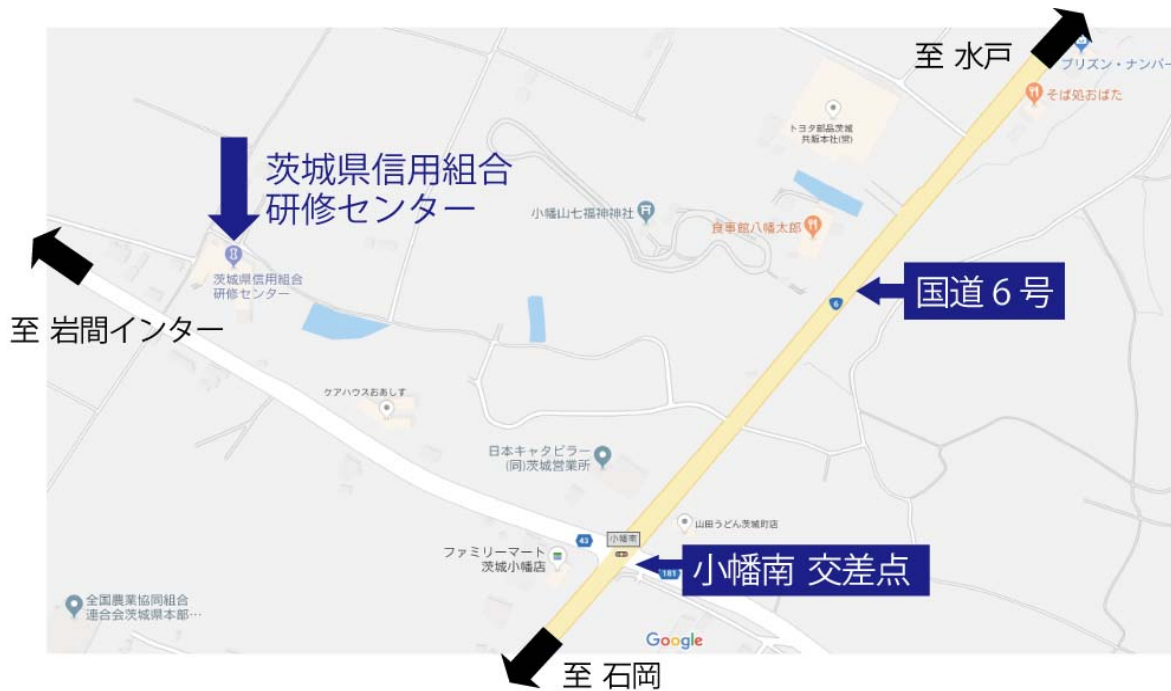 至 水戸
プリズン・ナンバー
そば処おばた
トヨタ部品茨城
共販本社(営)
茨城県信用組合
研修センター
小幡山七福神神社
食事館八幡太郎
茨城県信用組合
研修センター
国道6号
6
至 岩間インター
ケアハウスおあしす
日本キャタピラー
(同)茨城営業所
山田うどん茨城町店
43
小幡南
ファミリーマート
茨城小幡店
181
小幡南 交差点
全国農業協同組合
連合会茨城県本部…
Google
至 石岡